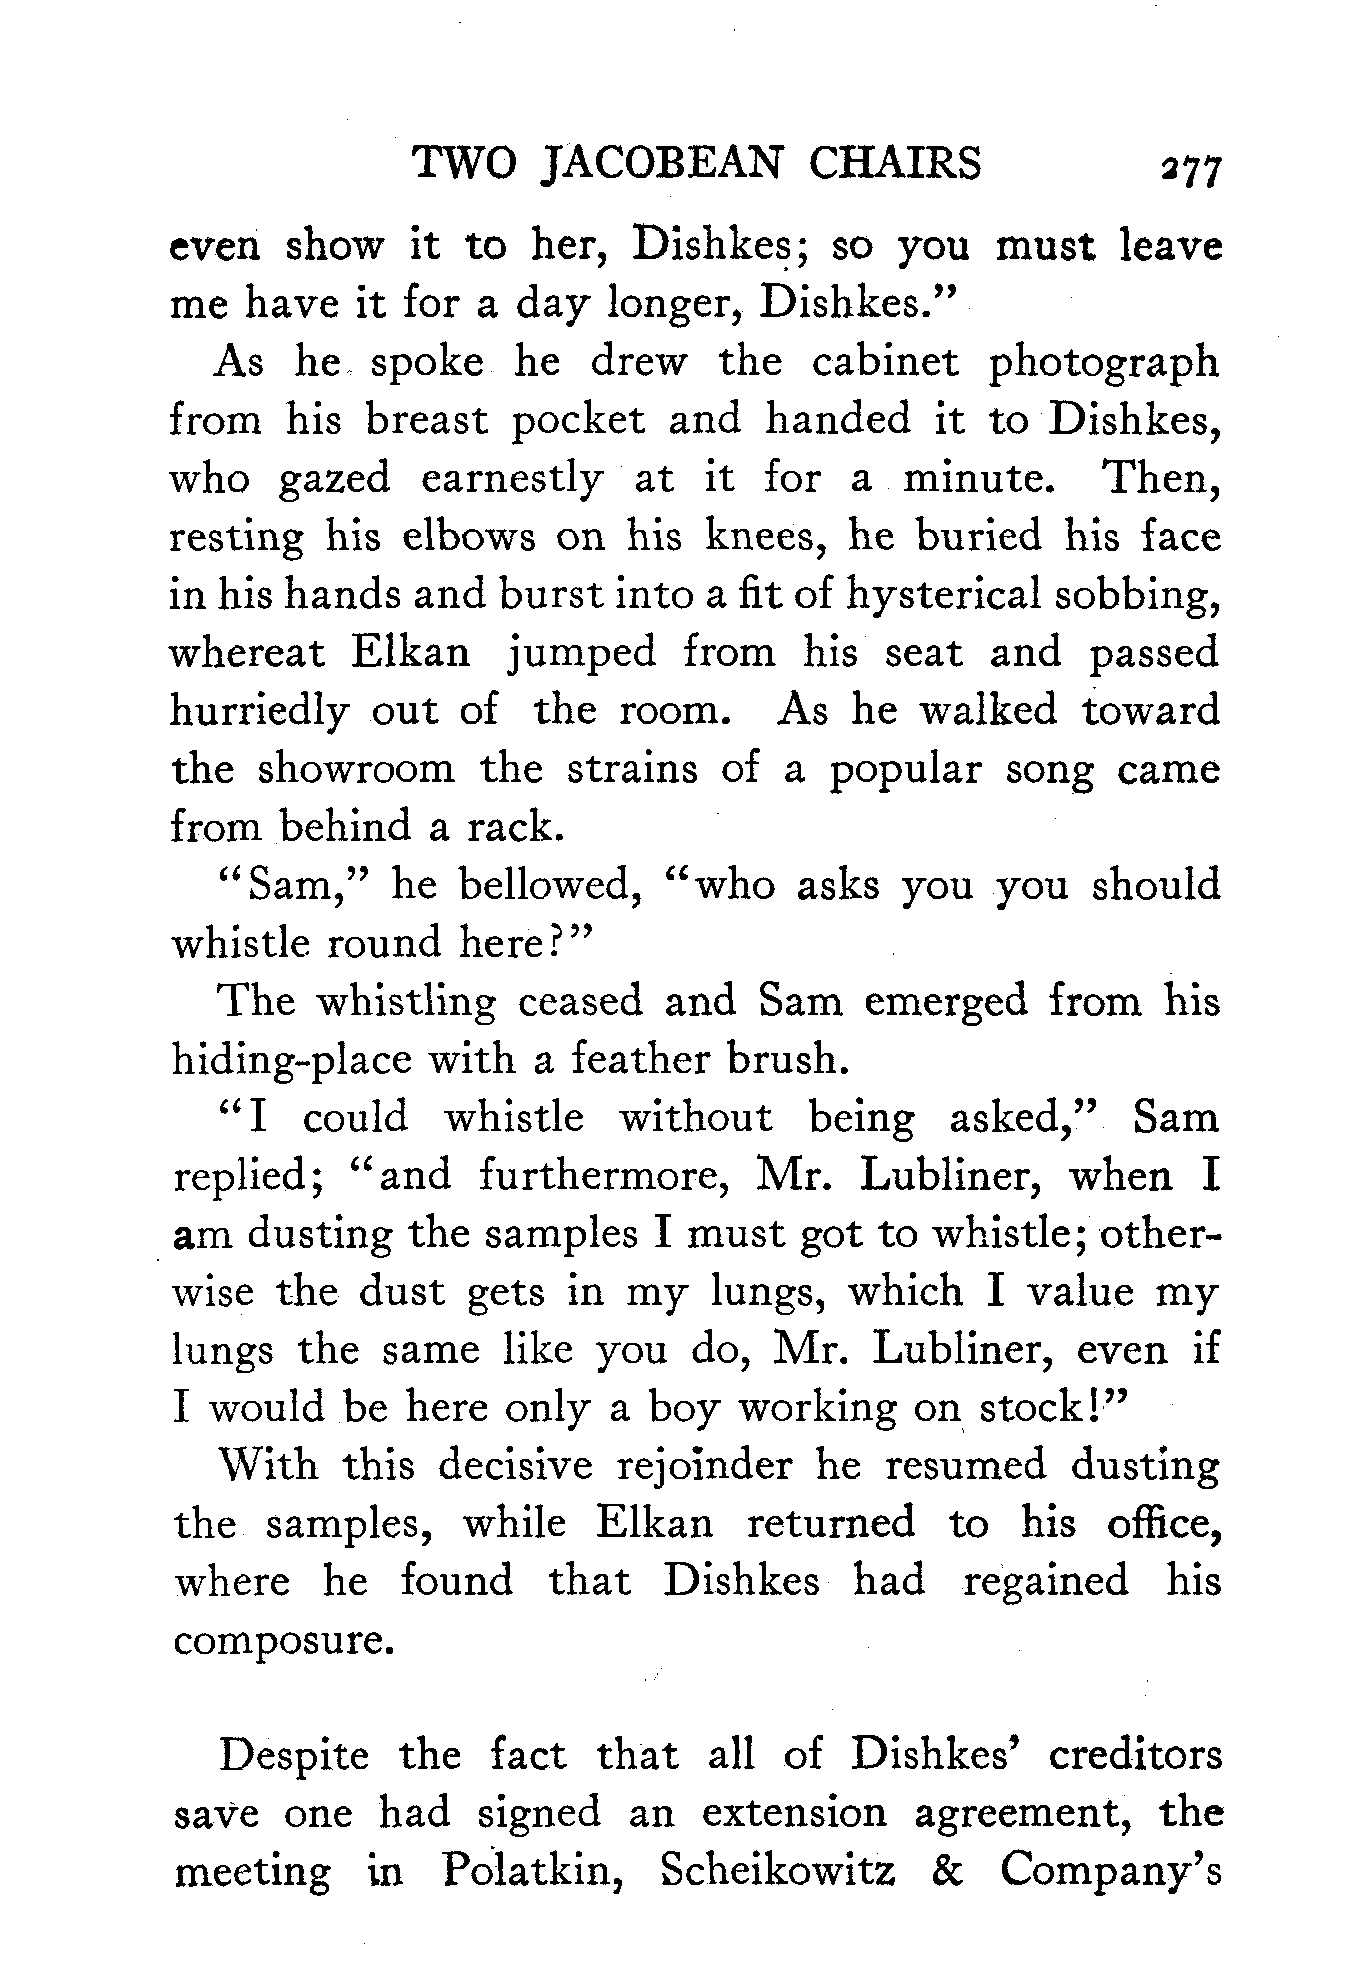 TWO JACOBEAN CHAIRS 277
even show it to her, Dishkes; so you must leave
me have it for a day longer, Dishkes.”
As he spoke he drew the cabinet photograph
from his breast pocket and handed it to Dishkes,
who gazed earnestly at it for a minute. Then,
resting his elbows on his knees, he buried his face
in his hands and burst into a fit of hysterical sobbing,
whereat Elkan jumped from his seat and passed
hurriedly out of the room. As he walked toward
the showroom the strains of a popular song came
from behind a rack.
“Sam,” he bellowed, “who asks you you should
whistle round here?”
The whistling ceased and Sam emerged from his
hiding-place with a feather brush.
“I could whistle without being asked,” Sam
replied; “and furthermore, Mr. Lubliner, when I
am dusting the samples I must got to whistle; other-
wise the dust gets in my lungs, which I value my
lungs the same like you do, Mr. Lubliner, even if
I would be here only a boy working on stock!”
With this decisive rejoinder he resumed dusting
the samples, while Elkan returned to his office,
where he found that Dishkes had regained his
composure.
Despite the fact that all of Dishkes’ creditors
save one had signed an extension agreement, the
meeting in Polatkin, Scheikowitz & Company’s